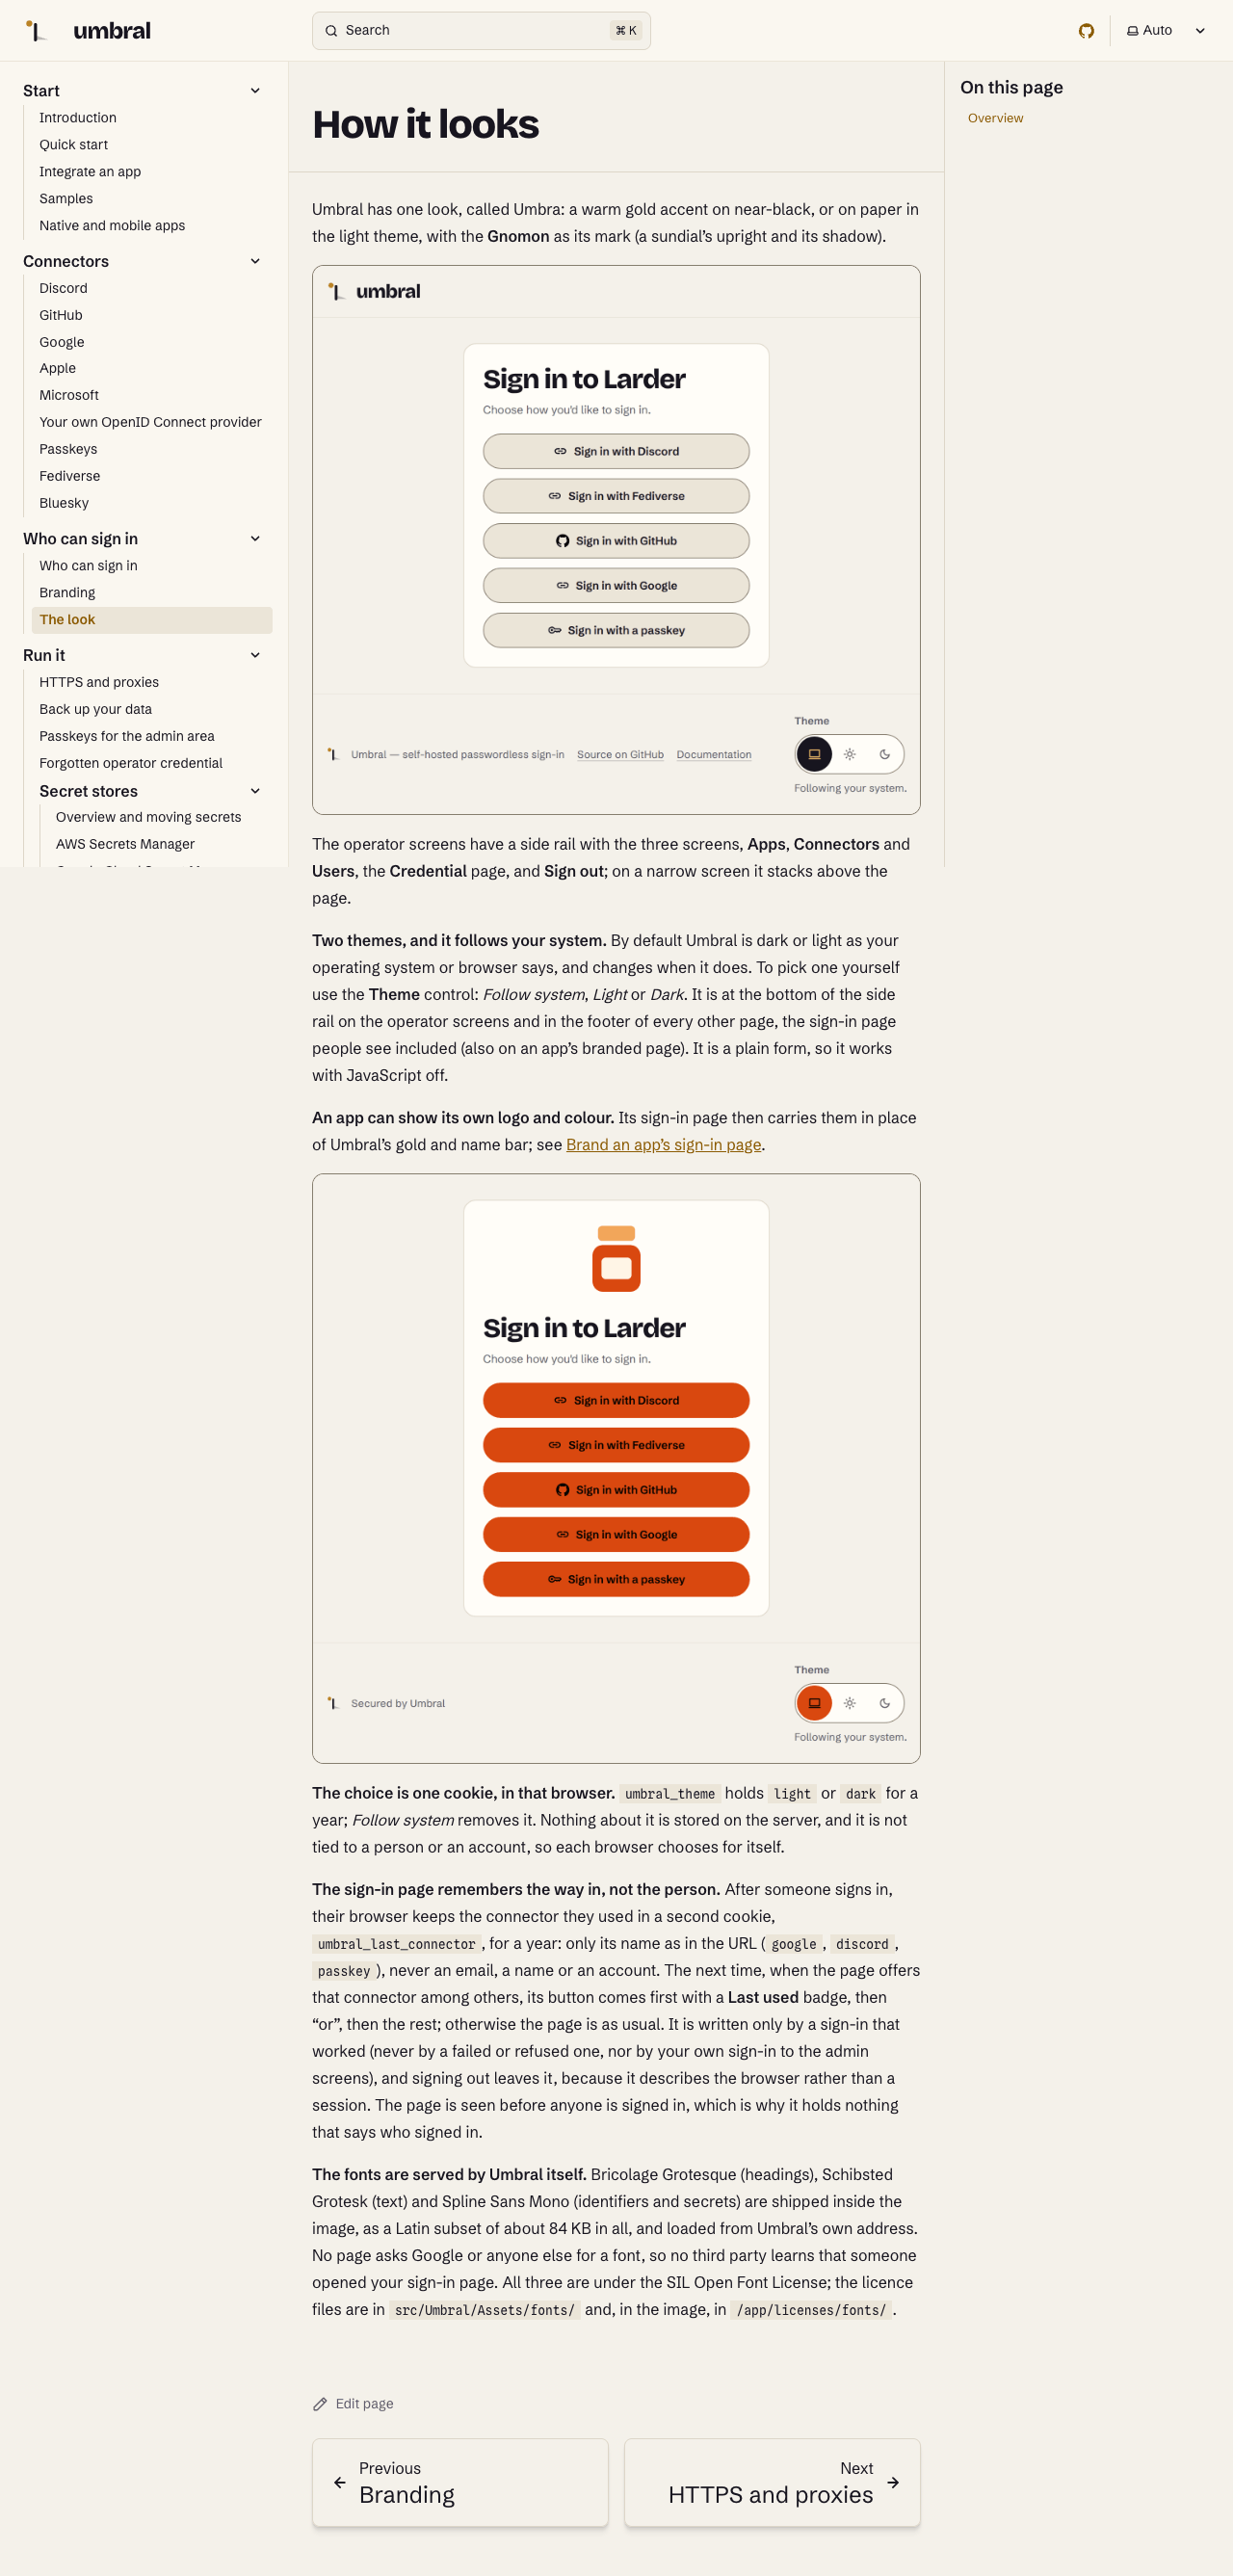 umbral
Search
⌘ K
Auto
Start
Introduction
Quick start
Integrate an app
Samples
Native and mobile apps
Connectors
Discord
GitHub
Google
Apple
Microsoft
Your own OpenID Connect provider
Passkeys
Fediverse
Bluesky
Who can sign in
Who can sign in
Branding
The look
Run it
HTTPS and proxies
Back up your data
Passkeys for the admin area
Forgotten operator credential
Secret stores
Overview and moving secrets
AWS Secrets Manager
On this page
Overview
How it looks
Umbral has one look, called Umbra: a warm gold accent on near-black, or on paper in
the light theme, with the Gnomon as its mark (a sundial’s upright and its shadow).
umbral
Sign in to Larder
Choose how you'd like to sign in.
Sign in with Discord
Sign in with Fediverse
Sign in with GitHub
Sign in with Google
Sign in with a passkey
Umbral — self-hosted passwordless sign-in Source on GitHub Documentation
Theme
Following your system.
The operator screens have a side rail with the three screens, Apps, Connectors and
Users, the Credential page, and Sign out; on a narrow screen it stacks above the
page.
Two themes, and it follows your system. By default Umbral is dark or light as your
operating system or browser says, and changes when it does. To pick one yourself
use the Theme control: Follow system, Light or Dark. It is at the bottom of the side
rail on the operator screens and in the footer of every other page, the sign-in page
people see included (also on an app’s branded page). It is a plain form, so it works
with JavaScript off.
An app can show its own logo and colour. Its sign-in page then carries them in place
of Umbral’s gold and name bar; see Brand an app’s sign-in page.
Sign in to Larder
Choose how you'd like to sign in.
Sign in with Discord
Sign in with Fediverse
Sign in with GitHub
Sign in with Google
Sign in with a passkey
Secured by Umbral
Theme
Following your system.
The choice is one cookie, in that browser. umbral_theme holds light or dark for a
year; Follow system removes it. Nothing about it is stored on the server, and it is not
tied to a person or an account, so each browser chooses for itself.
The sign-in page remembers the way in, not the person. After someone signs in,
their browser keeps the connector they used in a second cookie,
umbral_last_connector, for a year: only its name as in the URL (google, discord,
passkey), never an email, a name or an account. The next time, when the page offers
that connector among others, its button comes first with a Last used badge, then
“or”, then the rest; otherwise the page is as usual. It is written only by a sign-in that
worked (never by a failed or refused one, nor by your own sign-in to the admin
screens), and signing out leaves it, because it describes the browser rather than a
session. The page is seen before anyone is signed in, which is why it holds nothing
that says who signed in.
The fonts are served by Umbral itself. Bricolage Grotesque (headings), Schibsted
Grotesk (text) and Spline Sans Mono (identifiers and secrets) are shipped inside the
image, as a Latin subset of about 84 KB in all, and loaded from Umbral’s own address.
No page asks Google or anyone else for a font, so no third party learns that someone
opened your sign-in page. All three are under the SIL Open Font License; the licence
files are in src/Umbral/Assets/fonts/ and, in the image, in /app/licenses/fonts/.
Edit page
Previous
Branding
Next
HTTPS and proxies